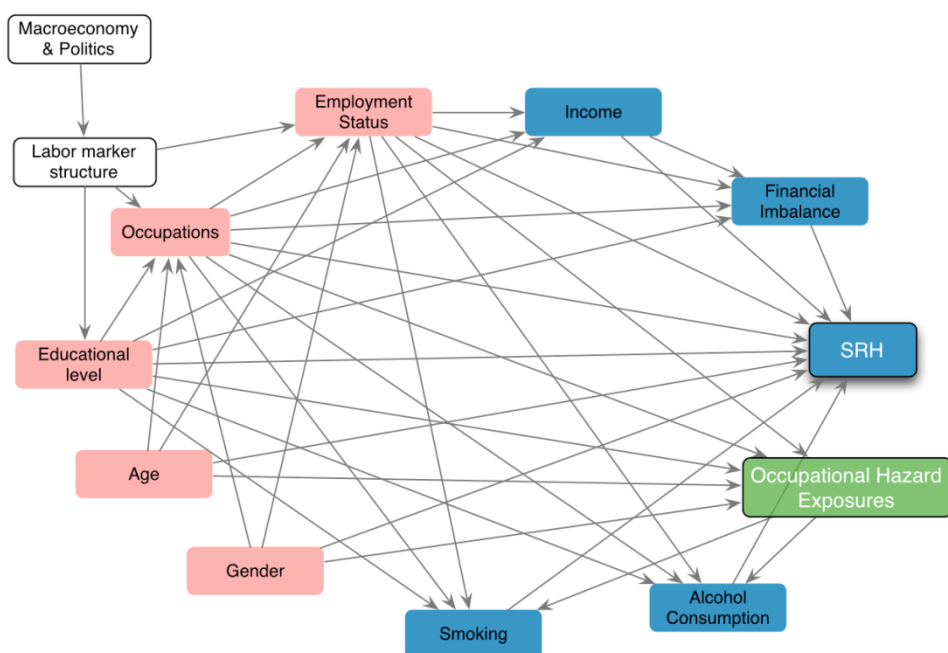 Macroeconomy
& Politics
Labor marker
structure
Employment
Status
Income
Financial
Imbalance
Occupations
Educational
level
SRH
Age
Occupational Hazard
Exposures
Gender
Alcohol
Consumption
Smoking